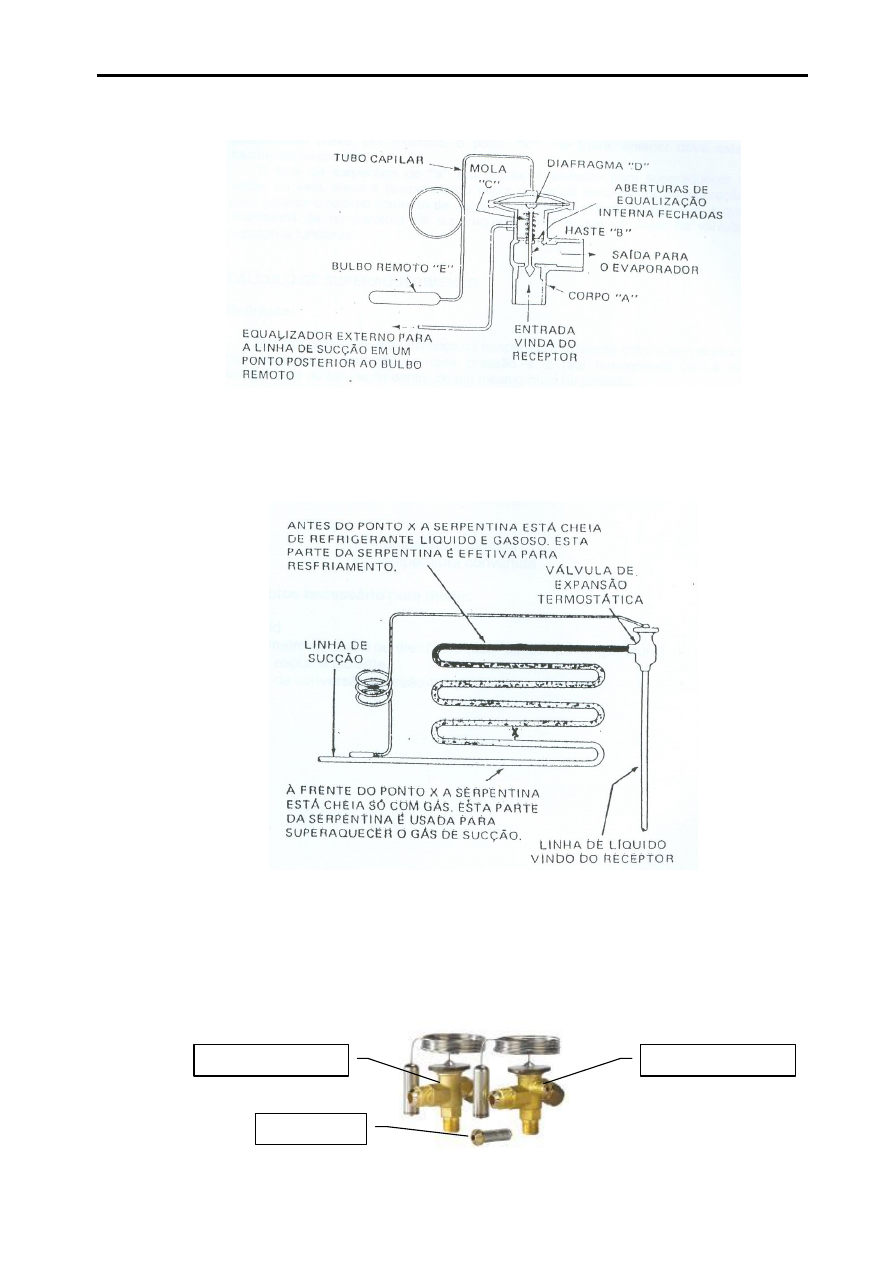 TUBO CAPILAR
MOLA
"C"
DIAFRAGMA "D"
ABERTURAS DE
EQUALIZAÇÃO
INTERNA FECHADAS
HASTE "B"
SAÍDA PARA
O EVAPORADOR
BULBO REMOTO "E"
CORPO "A"
ENTRADA
VINDA DO
RECEPTOR
EQUALIZADOR EXTERNO PARA
A LINHA DE SUCÇÃO EM UM
PONTO POSTERIOR AO BULBO
REMOTO
ANTES DO PONTO X A SERPENTINA ESTÁ CHEIA
DE REFRIGERANTE LIQUIDO E GASOSO. ESTA
PARTE DA SERPENTINA É EFETIVA PARA
RESFRIAMENTO.
VÁLVULA DE
EXPANSÃO
TERMOSTÁTICA
LINHA DE
SUCÇÃO
X
À FRENTE DO PONTO X A SERPENTINA
ESTÁ CHEIA SÓ COM GÁS. ESTA PARTE
DA SERPENTINA É USADA PARA
SUPERAQUECER O GÁS DE SUCÇÃO.
LINHA DE LÍQUIDO
VINDO DO RECEPTOR